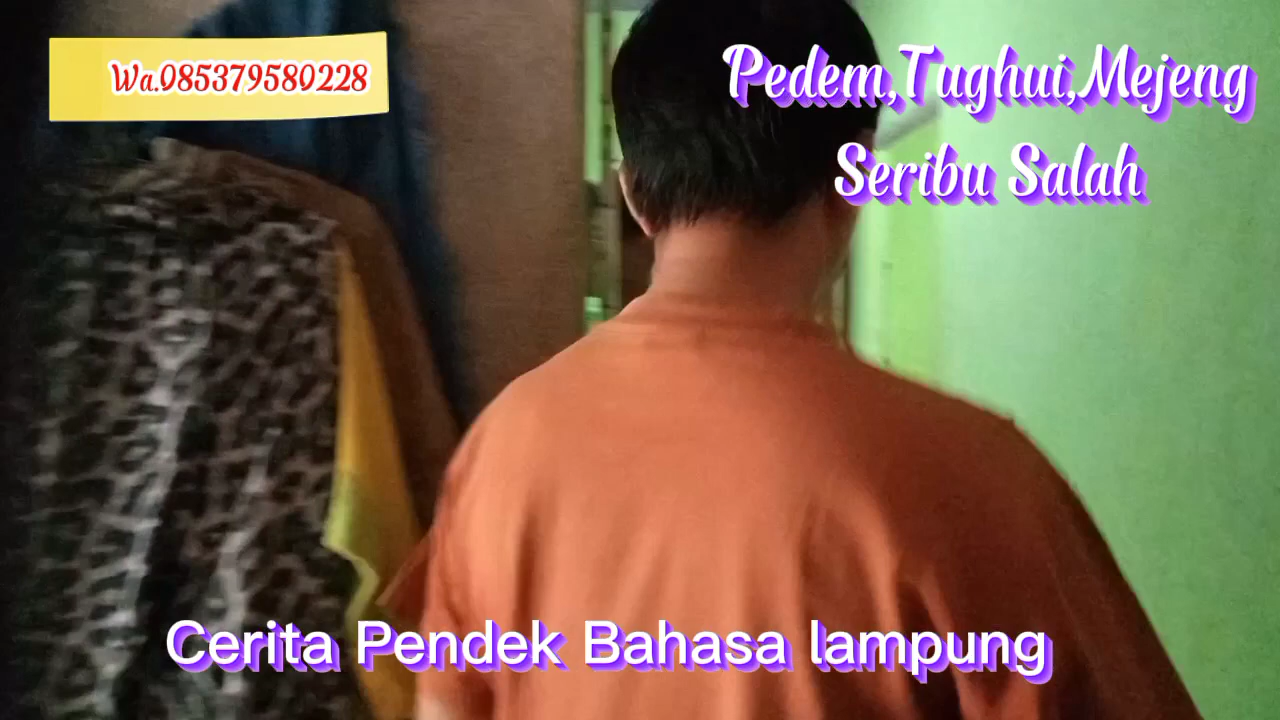 Wa.085379580228
Pedem,Tughui,Mejeng
Seribu Salah
Cerita Pendek Bahasa lampung